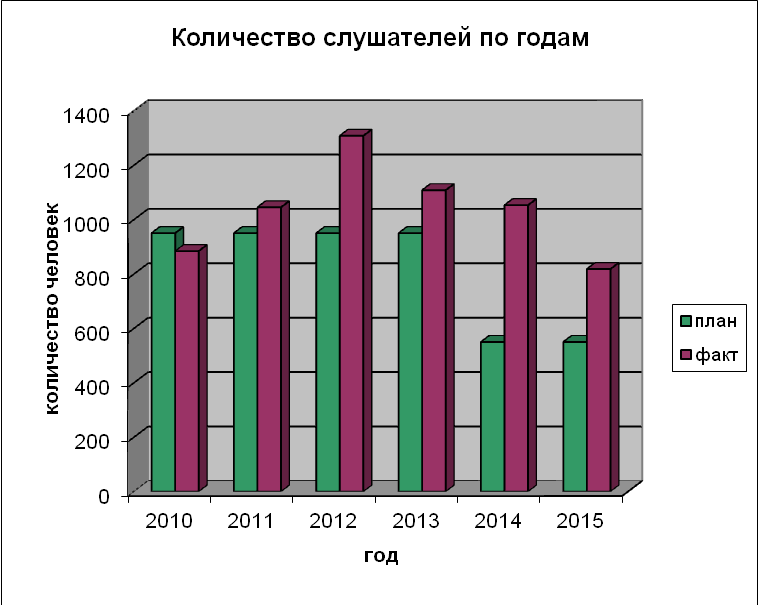 Количество слушателей по годам
количество человек
1400
1200
1000
800
600
400
200
0
2010 2011 2012 2013 2014 2015
год
план
факт